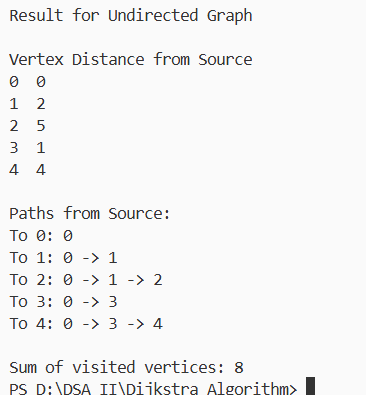 Result for Undirected Graph
Vertex Distance from Source
0 0
1 2
2 5
3 1
4 4
Paths from Source:
To 0: 0
To 1: 0 -> 1
To 2: 0 -> 1 -> 2
To 3: 0 -> 3
To 4: 0 -> 3 -> 4
Sum of visited vertices: 8
PS D:\DSA II\Dijkstra Algorithm>